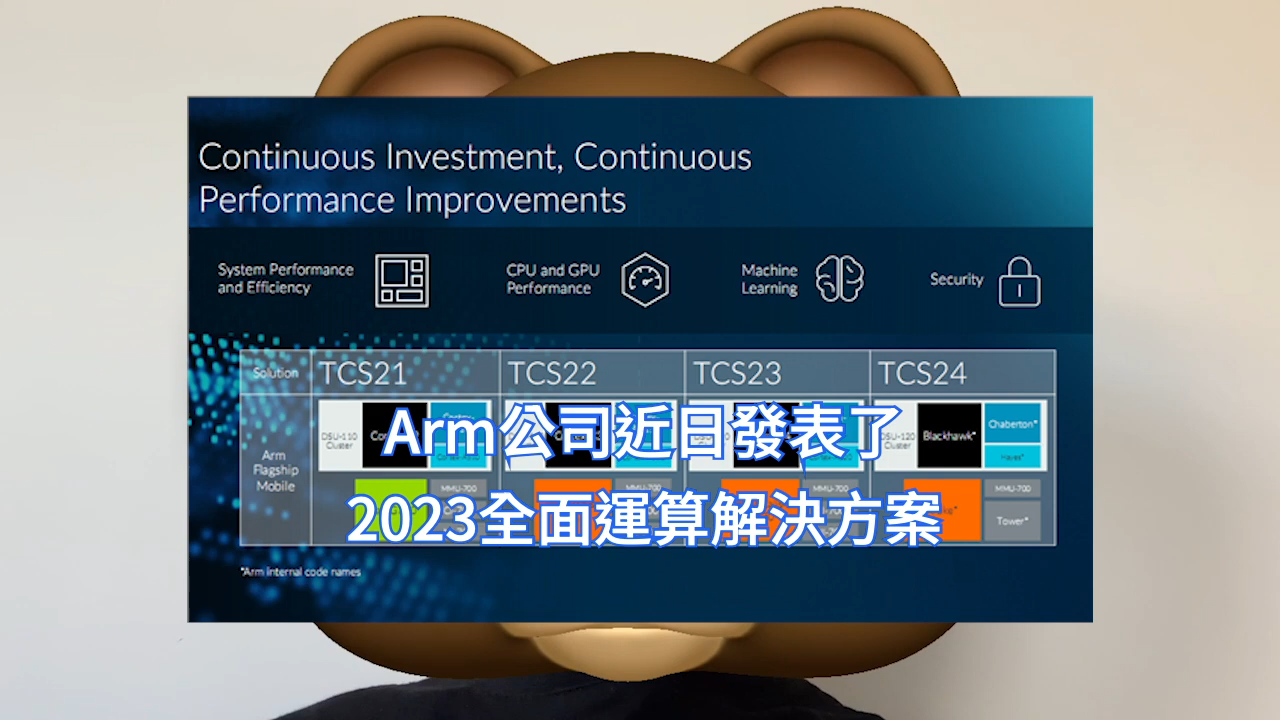 Continuous Investment, Continuous
Performance Improvements
System Performance
and Efficiency
CPU and GPU
Performance
Machine
Learning
Security
Solution
TCS21
TCS22
TCS23
TCS24
DSU-110
Cluster
DSU-120
Cluster
Blackhawk*
Chaberton*
Hayes*
Arm
Flagship
Mobile
MMU-700
MMU-700
MMU-700
MMU-700
Tower*
Arm公司近日發表了
2023全面運算解決方案
*Arm internal code names